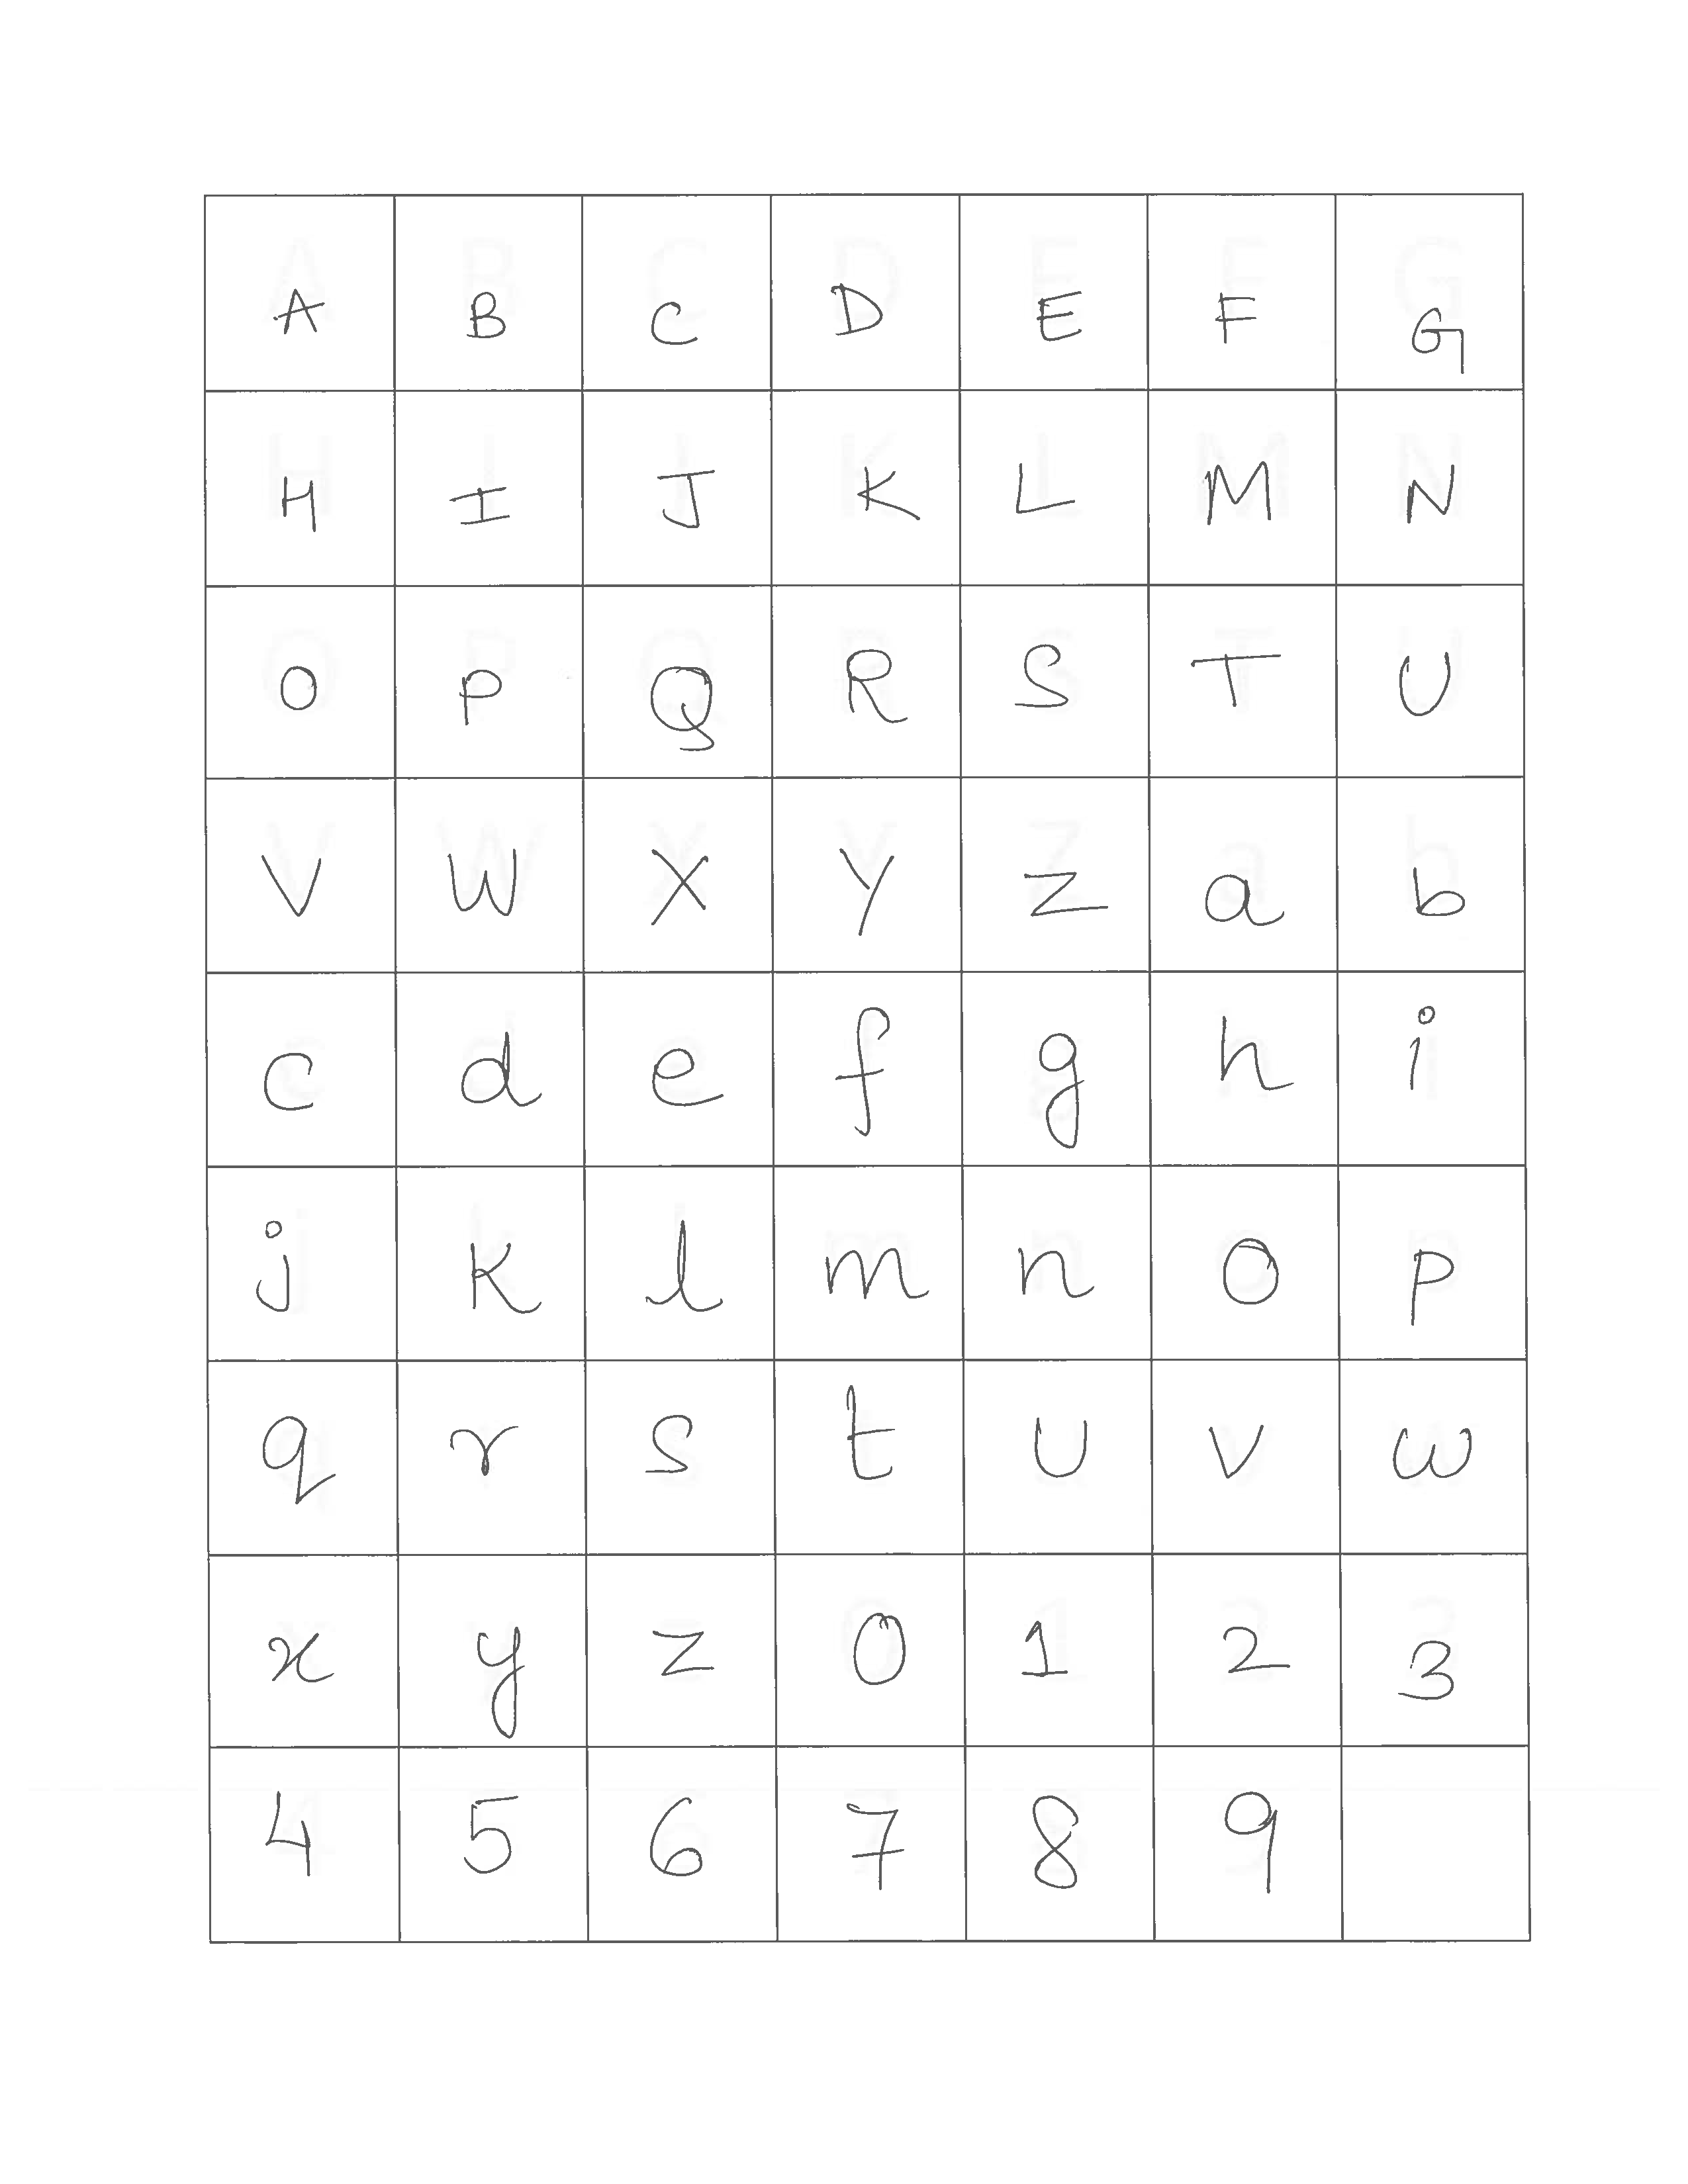 A B C D E F G
H I J K L M N
O P Q R S T U
V W X Y Z a b
c d e f g h i
j k l m n o p
q r s t u v w
x y z 0 1 2 3
4 5 6 7 8 9